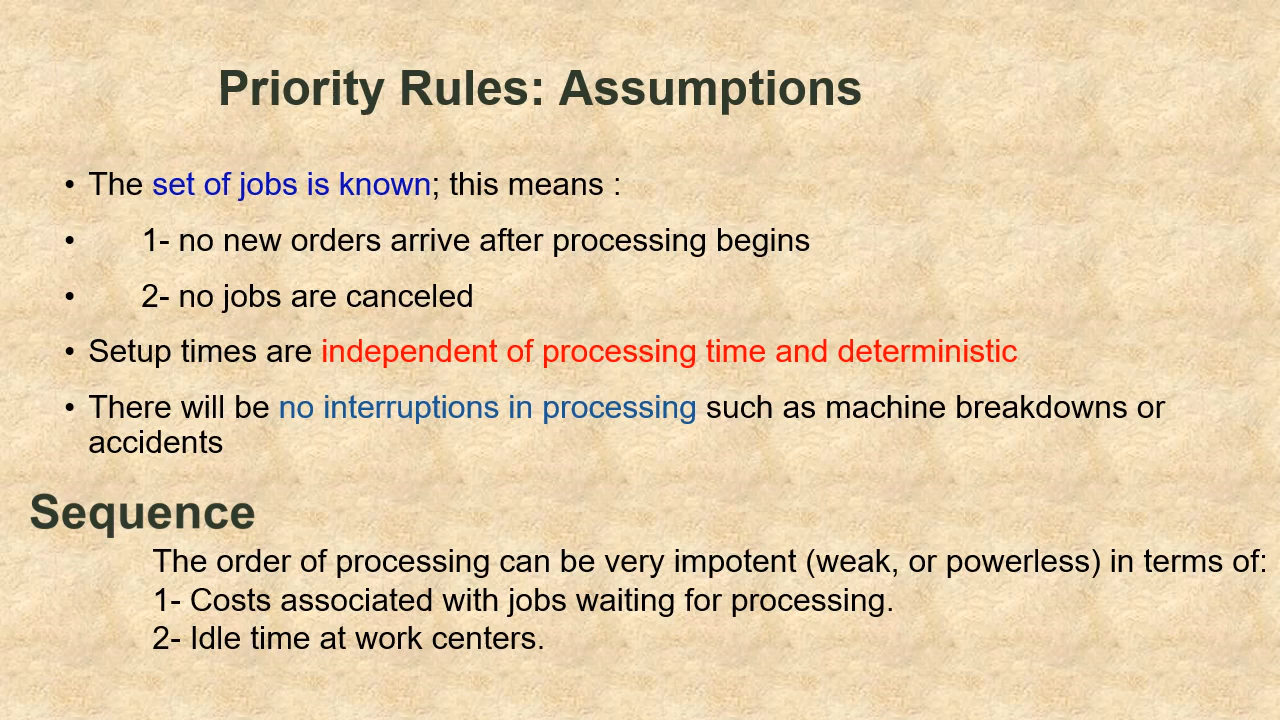 Priority Rules: Assumptions
• The set of jobs is known; this means :
• 1- no new orders arrive after processing begins
• 2- no jobs are canceled
• Setup times are independent of processing time and deterministic
• There will be no interruptions in processing such as machine breakdowns or
accidents
Sequence
The order of processing can be very impotent (weak, or powerless) in terms of:
1- Costs associated with jobs waiting for processing.
2- Idle time at work centers.